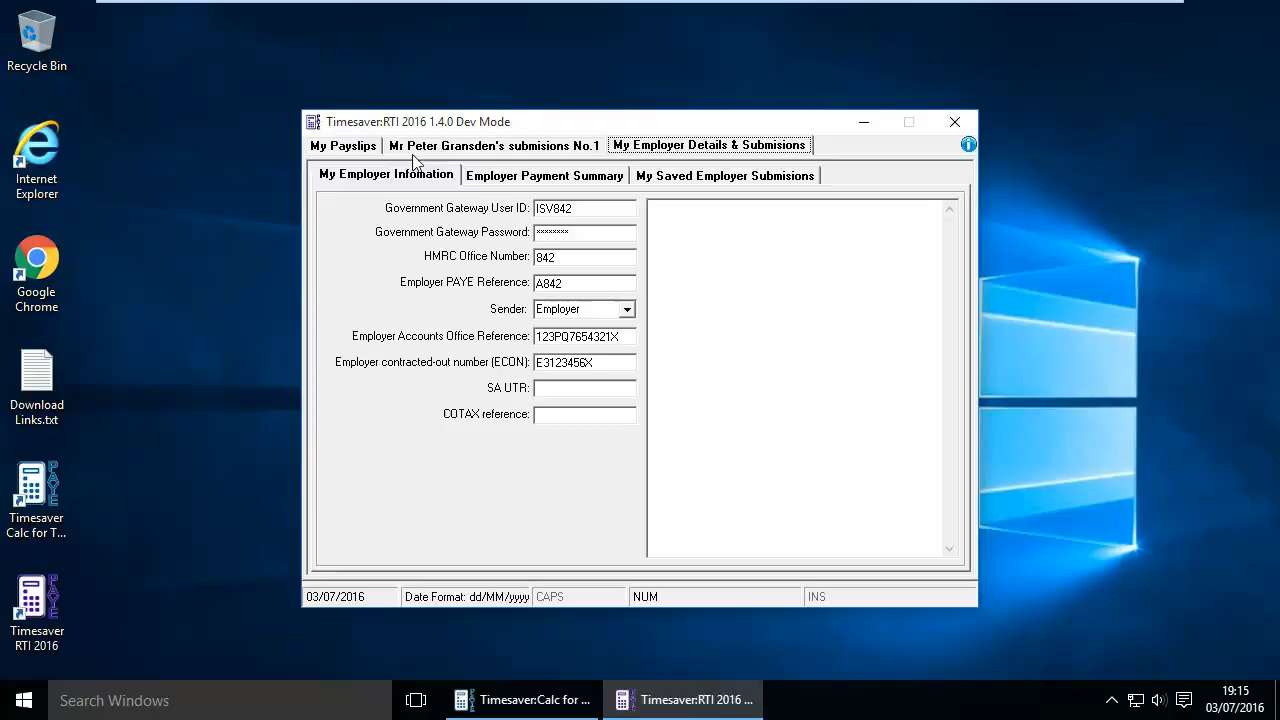 Recycle Bin
Internet
Explorer
Google
Chrome
Download
Links.txt
PAYE
Timesaver
Calc for T...
PAYE
Timesaver
RTI 2016
Timesaver:RTI 2016 1.4.0 Dev Mode
My Payslips
Mr Peter Gransden's submisions No.1
My Employer Details & Submisions
My Employer Infomation
Employer Payment Summary
My Saved Employer Submisions
Government Gateway User ID: ISV842
Government Gateway Password: ********
HMRC Office Number: 842
Employer PAYE Reference: A842
Sender: Employer
Employer Accounts Office Reference: 123PQ7654321X
Employer contracted-out number (ECON): E3123456X
SA UTR:
COTAX reference:
03/07/2016
Date Format: dd/MM/yyyy
CAPS
NUM
INS
Search Windows
Timesaver:Calc for ...
Timesaver:RTI 2016 ...
19:15
03/07/2016